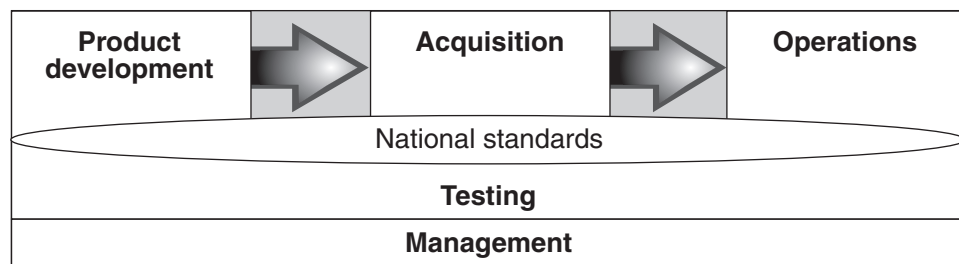 Product
development
Acquisition
Operations
National standards
Testing
Management